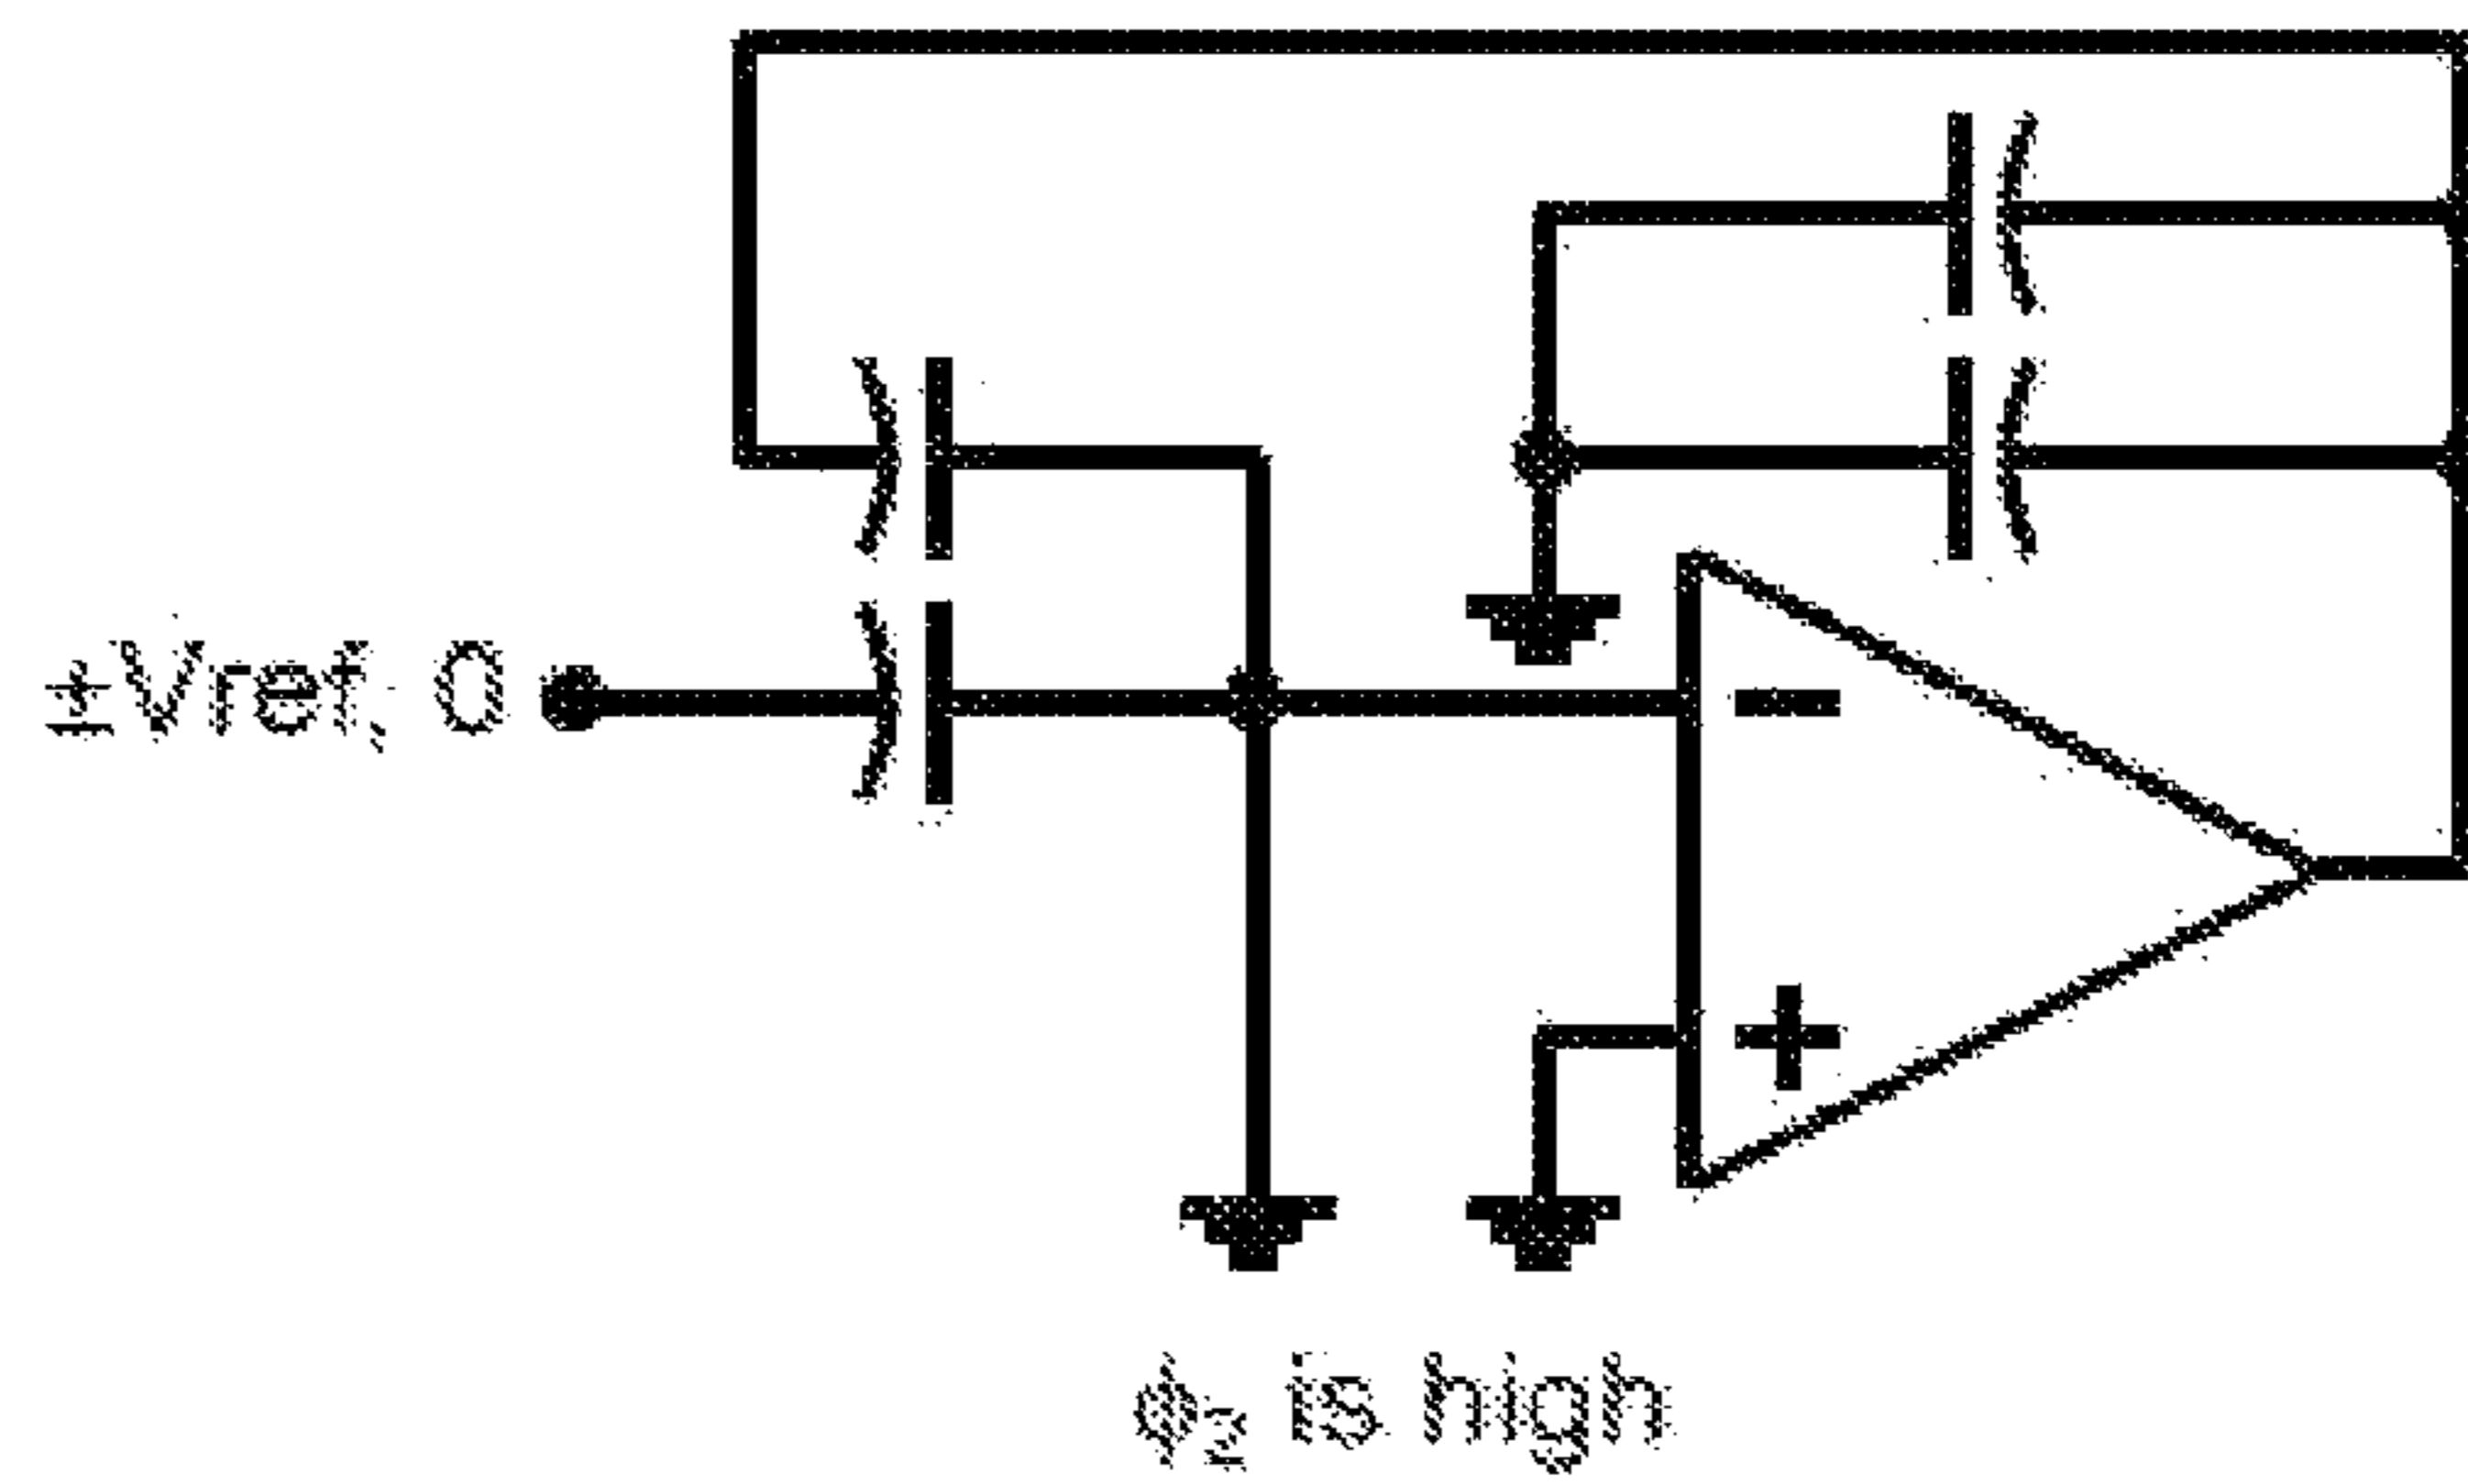 ±Vref, 0
−
+
ϕ₂ is high